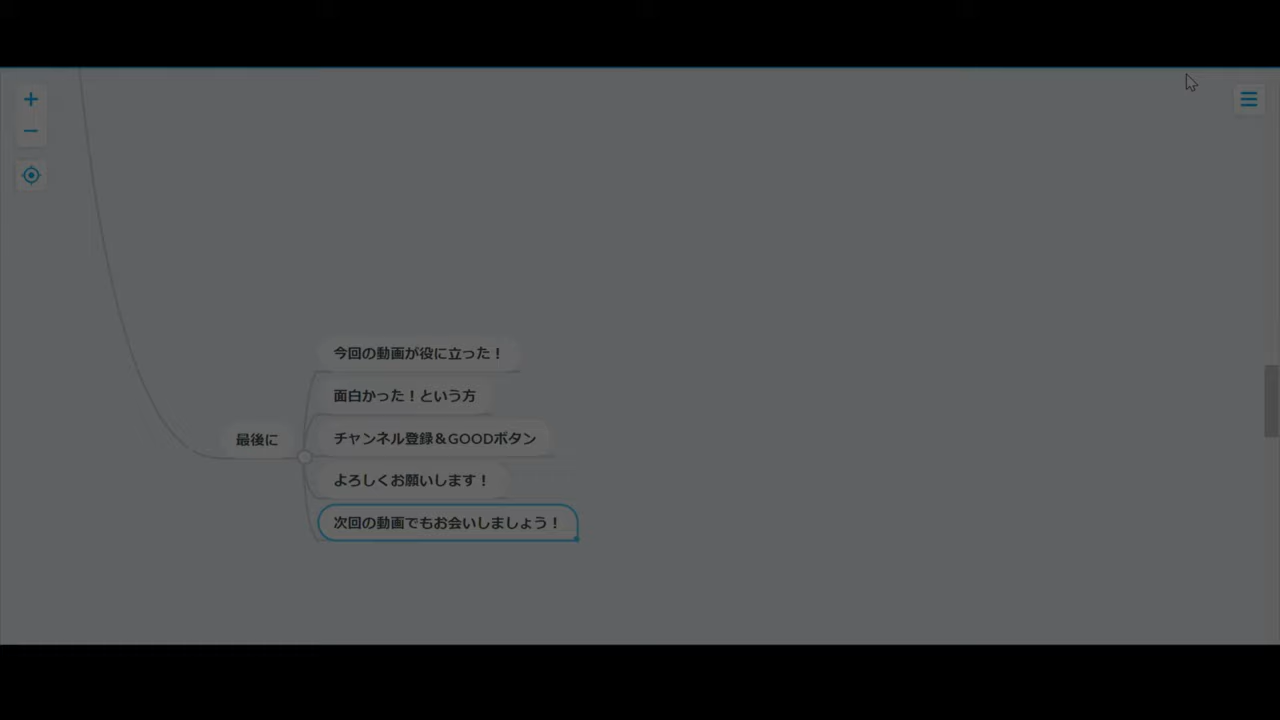 今回の動画が役に立った！
面白かった！という方
最後に
チャンネル登録＆GOODボタン
よろしくお願いします！
次回の動画でもお会いしましょう！